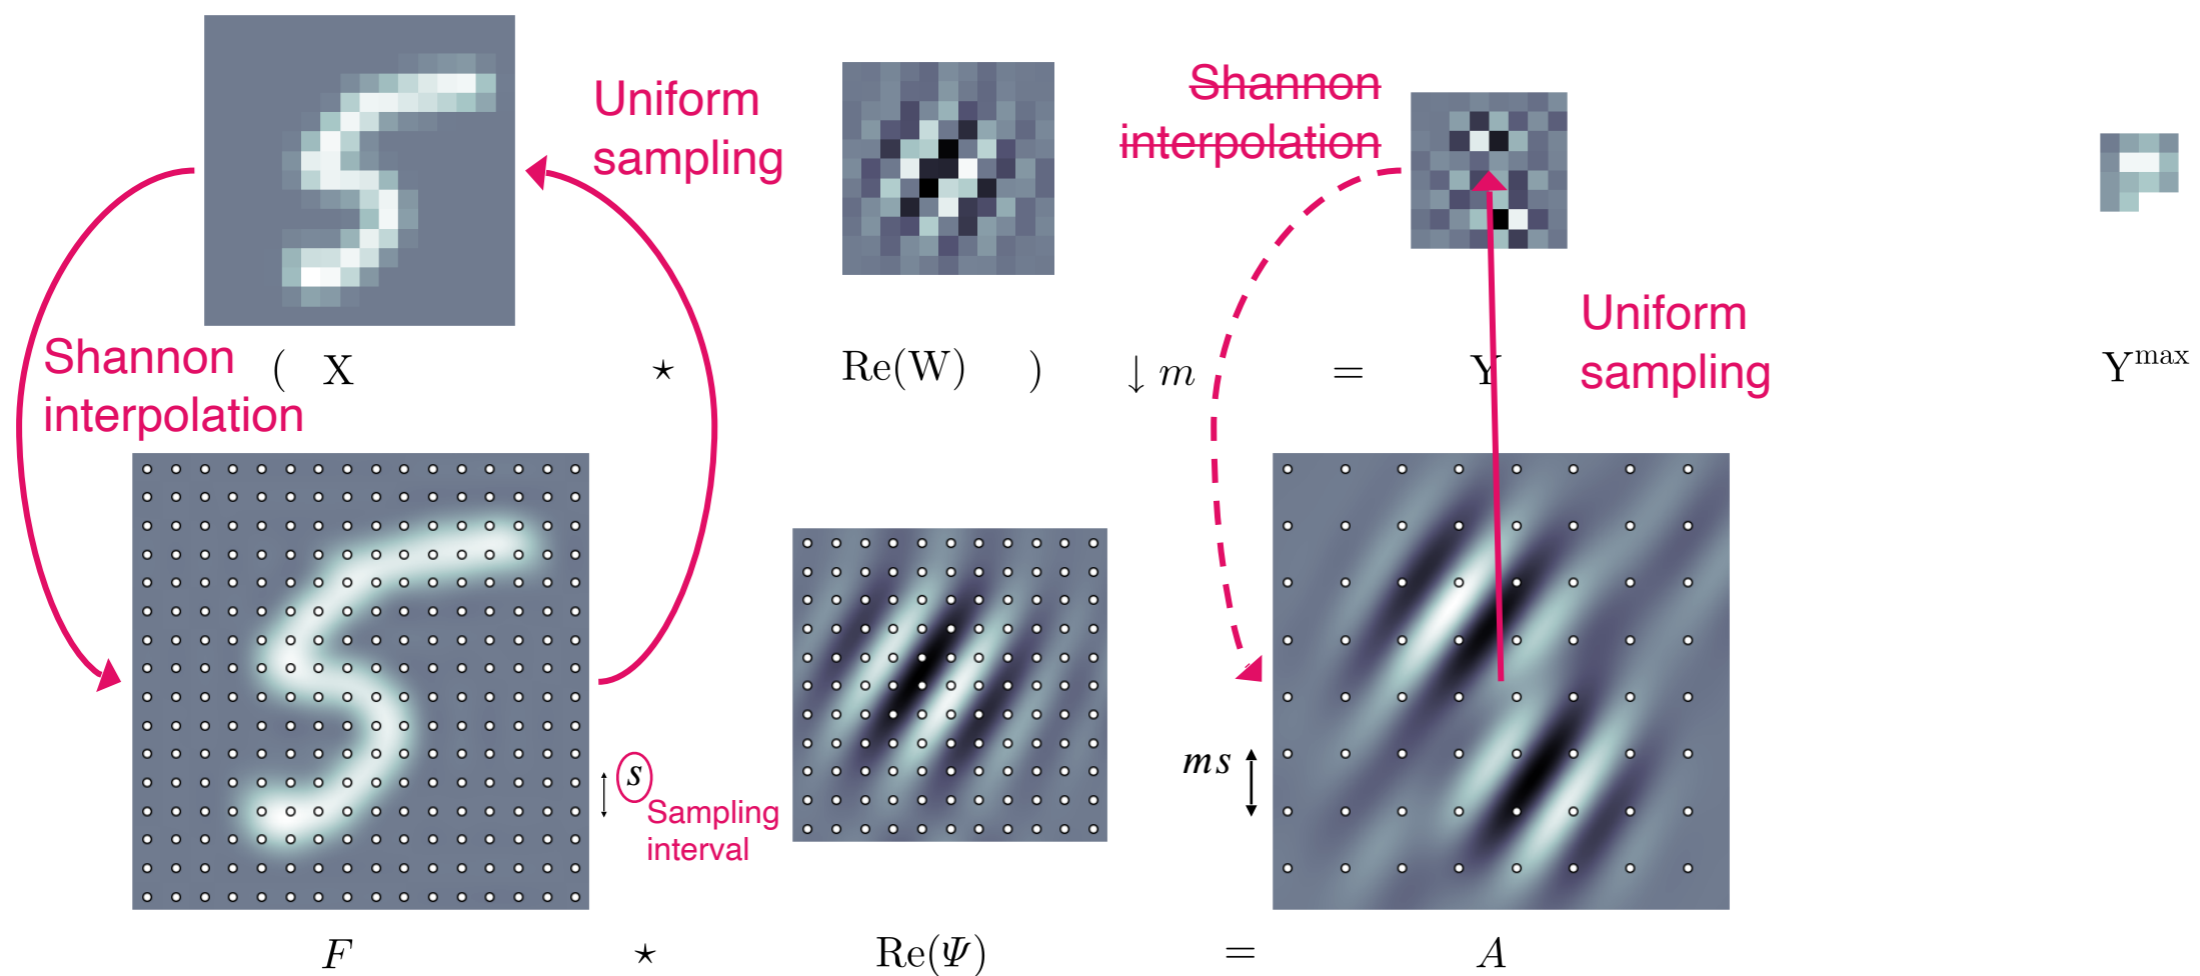 Uniform
sampling
Shannon
interpolation
Shannon
interpolation
( X ⋆ Re(W) ) ↓ m = Y Y^max
Uniform
sampling
s
Sampling
interval
ms
F ⋆ Re(Ψ) = A